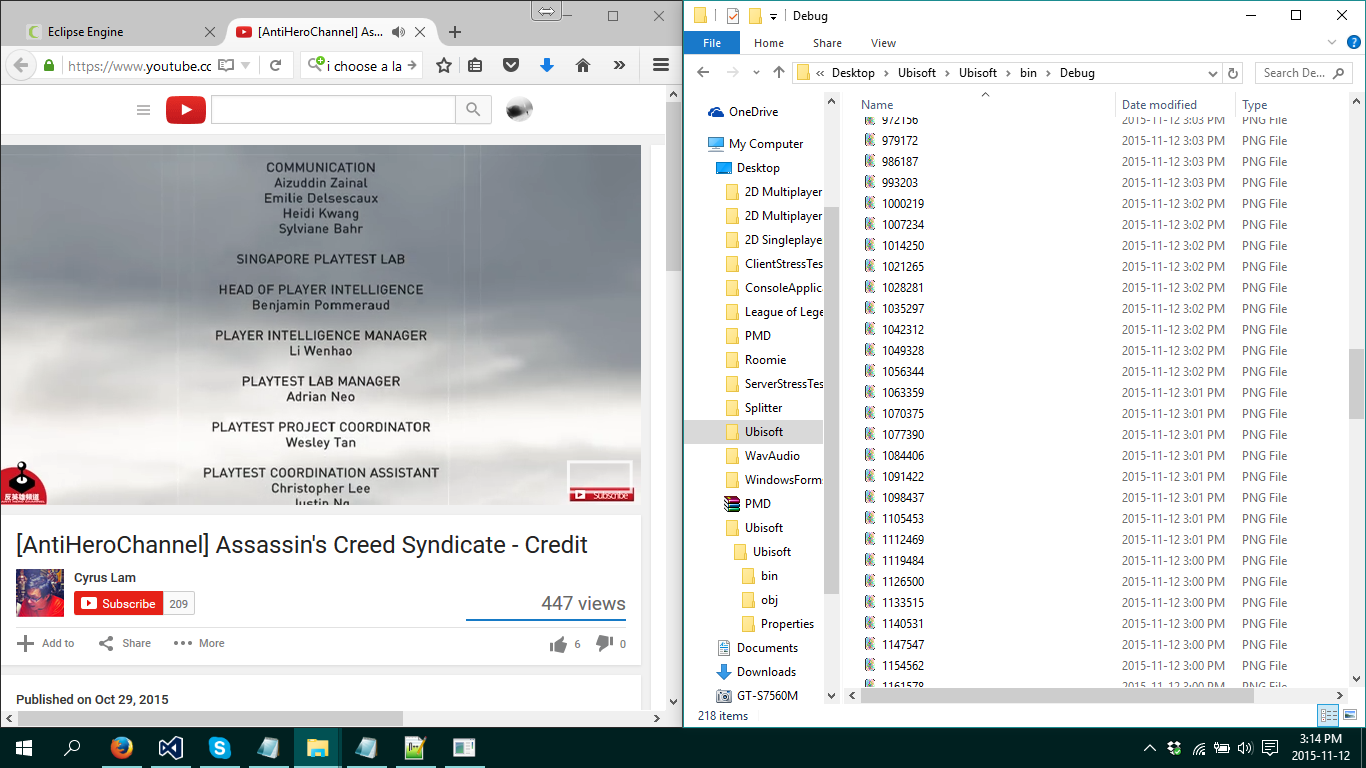 Eclipse Engine
[AntiHeroChannel] As...
https://www.youtube.cc
i choose a la
COMMUNICATION
Aizuddin Zainal
Emilie Delsescaux
Heidi Kwang
Sylviane Bahr
SINGAPORE PLAYTEST LAB
HEAD OF PLAYER INTELLIGENCE
Benjamin Pommeraud
PLAYER INTELLIGENCE MANAGER
Li Wenhao
PLAYTEST LAB MANAGER
Adrian Neo
PLAYTEST PROJECT COORDINATOR
Wesley Tan
PLAYTEST COORDINATION ASSISTANT
Christopher Lee
Justin Ng
反英雄頻道
Subscribe
[AntiHeroChannel] Assassin's Creed Syndicate - Credit
Cyrus Lam
Subscribe 209
447 views
Add to Share More 6 0
Published on Oct 29, 2015
Debug
File Home Share View
« Desktop Ubisoft Ubisoft bin Debug
Search De...
OneDrive
My Computer
Desktop
2D Multiplayer
2D Multiplayer
2D Singleplaye
ClientStressTes
ConsoleApplic
League of Lege
PMD
Roomie
ServerStressTes
Splitter
Ubisoft
WavAudio
WindowsForm
PMD
Ubisoft
Ubisoft
bin
obj
Properties
Documents
Downloads
GT-S7560M
Name Date modified Type
972156 2015-11-12 3:03 PM PNG File
979172 2015-11-12 3:03 PM PNG File
986187 2015-11-12 3:03 PM PNG File
993203 2015-11-12 3:03 PM PNG File
1000219 2015-11-12 3:02 PM PNG File
1007234 2015-11-12 3:02 PM PNG File
1014250 2015-11-12 3:02 PM PNG File
1021265 2015-11-12 3:02 PM PNG File
1028281 2015-11-12 3:02 PM PNG File
1035297 2015-11-12 3:02 PM PNG File
1042312 2015-11-12 3:02 PM PNG File
1049328 2015-11-12 3:02 PM PNG File
1056344 2015-11-12 3:02 PM PNG File
1063359 2015-11-12 3:01 PM PNG File
1070375 2015-11-12 3:01 PM PNG File
1077390 2015-11-12 3:01 PM PNG File
1084406 2015-11-12 3:01 PM PNG File
1091422 2015-11-12 3:01 PM PNG File
1098437 2015-11-12 3:01 PM PNG File
1105453 2015-11-12 3:01 PM PNG File
1112469 2015-11-12 3:01 PM PNG File
1119484 2015-11-12 3:00 PM PNG File
1126500 2015-11-12 3:00 PM PNG File
1133515 2015-11-12 3:00 PM PNG File
1140531 2015-11-12 3:00 PM PNG File
1147547 2015-11-12 3:00 PM PNG File
1154562 2015-11-12 3:00 PM PNG File
1161578 2015-11-12 3:00 PM PNG File
218 items
3:14 PM
2015-11-12